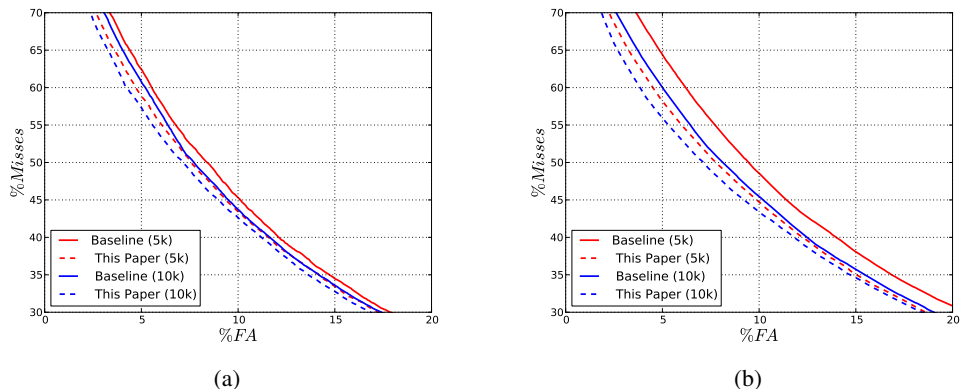 70
65
60
55
50
45
40
35
30
%Misses
Baseline (5k)
This Paper (5k)
Baseline (10k)
This Paper (10k)
0
5
10
15
20
%FA
(a)
70
65
60
55
50
45
40
35
30
%Misses
Baseline (5k)
This Paper (5k)
Baseline (10k)
This Paper (10k)
0
5
10
15
20
%FA
(b)